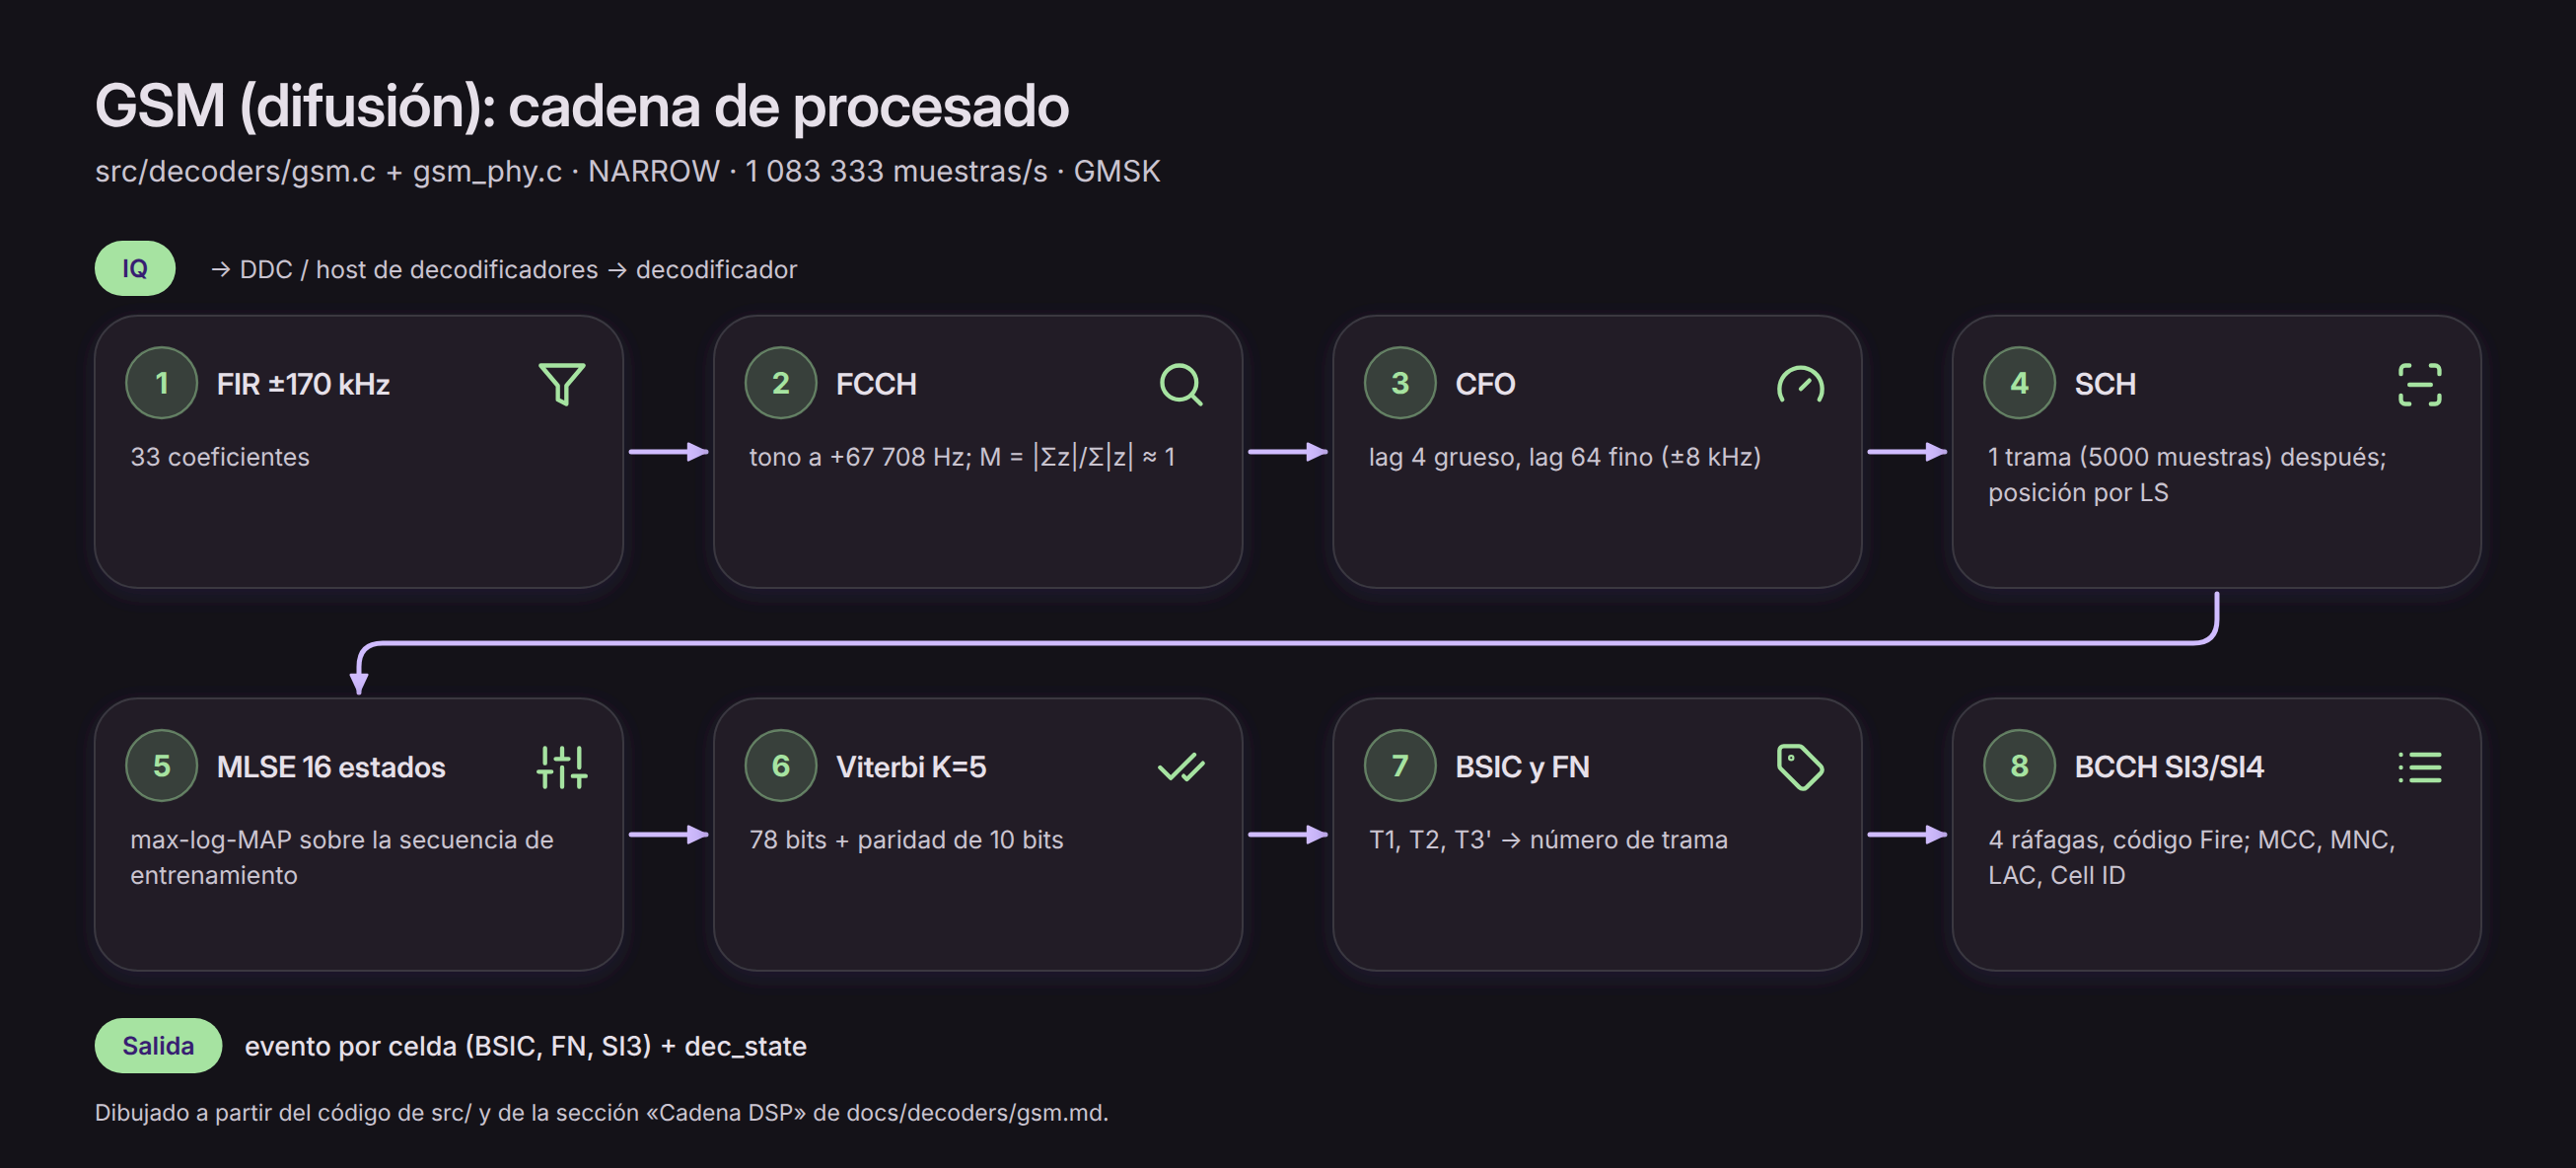 GSM (difusión): cadena de procesado
src/decoders/gsm.c + gsm_phy.c · NARROW · 1 083 333 muestras/s · GMSK
IQ → DDC / host de decodificadores → decodificador
1 FIR ±170 kHz
33 coeficientes
2 FCCH
tono a +67 708 Hz; M = |Σz|/Σ|z| ≈ 1
3 CFO
lag 4 grueso, lag 64 fino (±8 kHz)
4 SCH
1 trama (5000 muestras) después;
posición por LS
5 MLSE 16 estados
max-log-MAP sobre la secuencia de
entrenamiento
6 Viterbi K=5
78 bits + paridad de 10 bits
7 BSIC y FN
T1, T2, T3' → número de trama
8 BCCH SI3/SI4
4 ráfagas, código Fire; MCC, MNC,
LAC, Cell ID
Salida evento por celda (BSIC, FN, SI3) + dec_state
Dibujado a partir del código de src/ y de la sección «Cadena DSP» de docs/decoders/gsm.md.